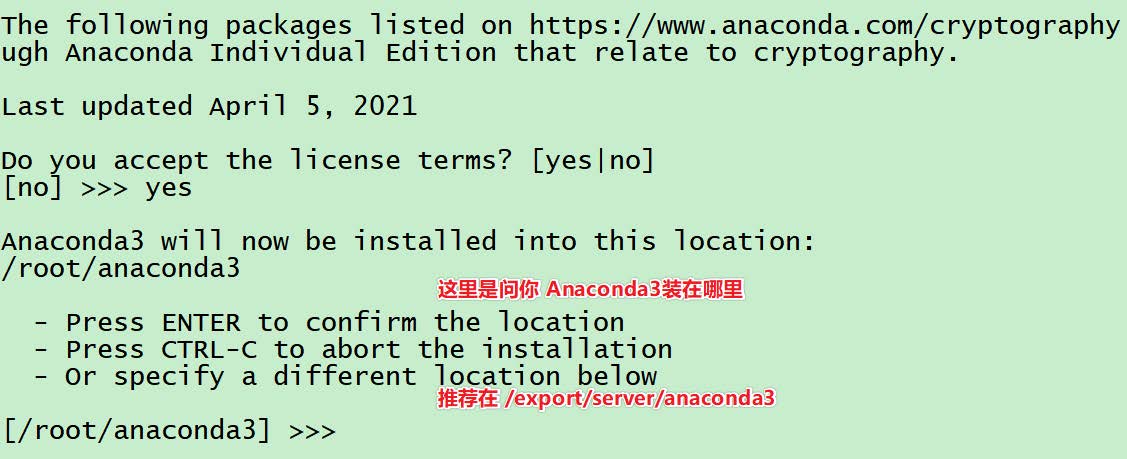 The following packages listed on https://www.anaconda.com/cryptography
ugh Anaconda Individual Edition that relate to cryptography.
Last updated April 5, 2021
Do you accept the license terms? [yes|no]
[no] >>> yes
Anaconda3 will now be installed into this location:
/root/anaconda3
这里是问你 Anaconda3装在哪里
- Press ENTER to confirm the location
- Press CTRL-C to abort the installation
- Or specify a different location below
推荐在 /export/server/anaconda3
[/root/anaconda3] >>>